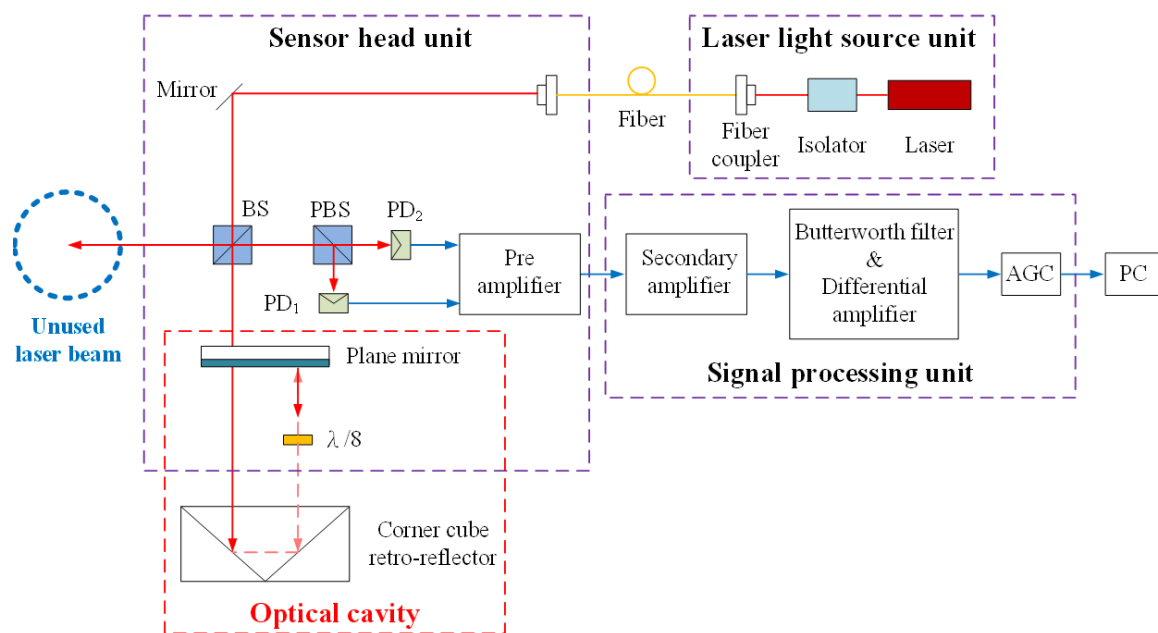 Sensor head unit
Laser light source unit
Mirror
Fiber
Fiber
coupler
Isolator
Laser
BS
PBS
PD2
Unused
laser beam
PD1
Pre
amplifier
Secondary
amplifier
Butterworth filter
&
Differential
amplifier
AGC
PC
Signal processing unit
Plane mirror
λ/8
Corner cube
retro-reflector
Optical cavity